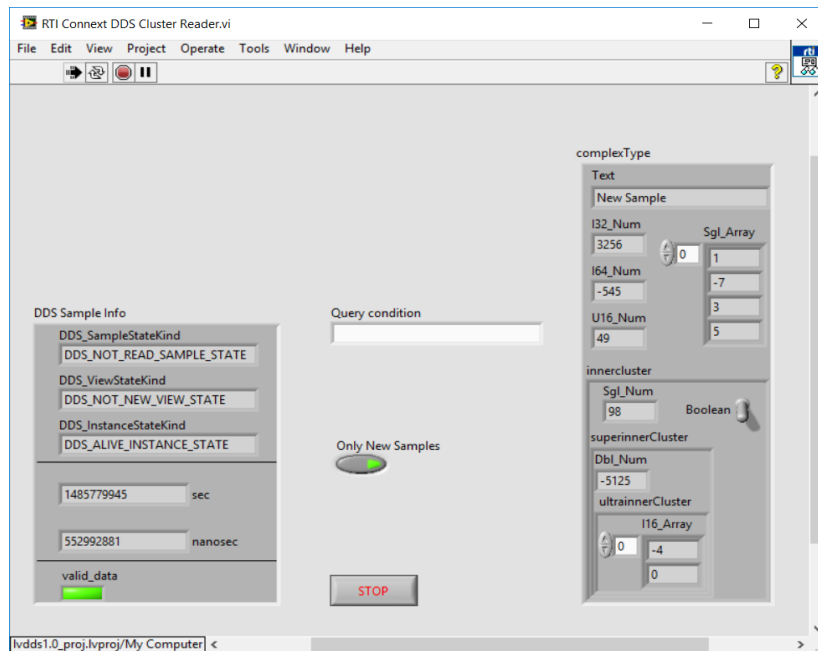 RTI Connext DDS Cluster Reader.vi
File Edit View Project Operate Tools Window Help
rti
?
complexType
Text
New Sample
I32_Num
3256
Sgl_Array
0
1
-7
3
5
I64_Num
-545
U16_Num
49
DDS Sample Info
DDS_SampleStateKind
DDS_NOT_READ_SAMPLE_STATE
DDS_ViewStateKind
DDS_NOT_NEW_VIEW_STATE
DDS_InstanceStateKind
DDS_ALIVE_INSTANCE_STATE
1485779945 sec
552992881 nanosec
valid_data
Query condition
Only New Samples
STOP
innercluster
Sgl_Num
98
Boolean
superinnerCluster
Dbl_Num
-5125
ultrainnerCluster
I16_Array
0
-4
0
lvdds1.0_proj.lvproj/My Computer